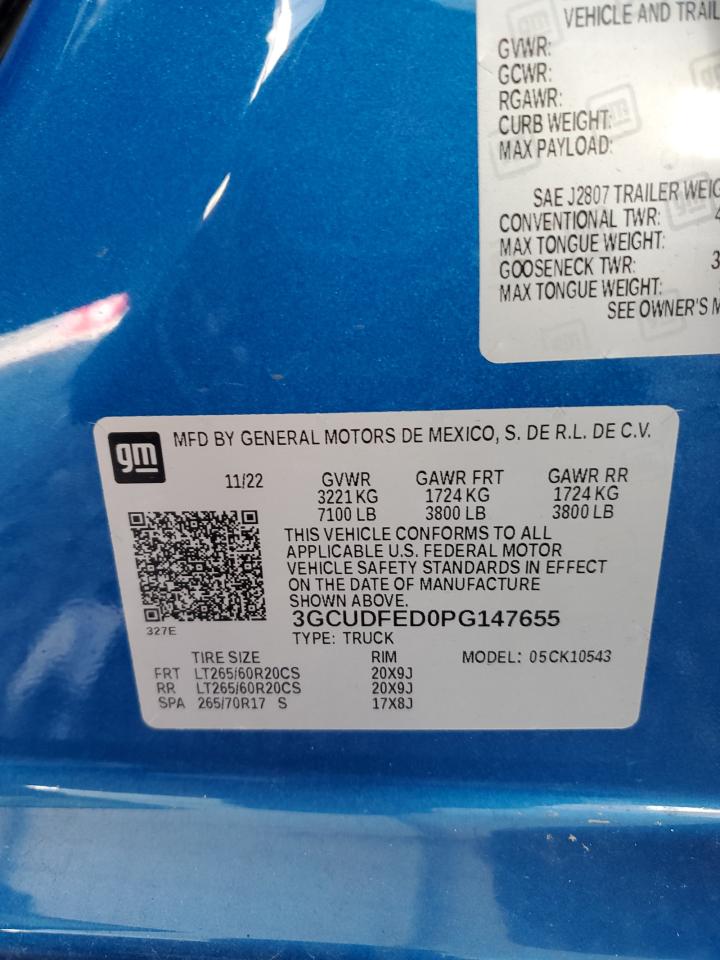 VEHICLE AND
GVWR:
GCWR:
RGAWR:
CURB WEIGHT:
MAX PAYLOAD:
SAE J2807 TRAILER
CONVENTIONAL TWR:
MAX TONGUE WEIGHT:
GOOSENECK TWR:
MAX TONGUE WEIGHT:
SEE OWNER'S
gm MFD BY GENERAL MOTORS DE MEXICO, S. DE R.L. DE C.V.
11/22 GVWR GAWR FRT GAWR RR
3221 KG 1724 KG 1724 KG
7100 LB 3800 LB 3800 LB
THIS VEHICLE CONFORMS TO ALL
APPLICABLE U.S. FEDERAL MOTOR
VEHICLE SAFETY STANDARDS IN EFFECT
ON THE DATE OF MANUFACTURE
SHOWN ABOVE.
3GCUDFED0PG147655
327E
TYPE: TRUCK
TIRE SIZE RIM MODEL: 05CK10543
FRT LT265/60R20CS 20X9J
RR LT265/60R20CS 20X9J
SPA 265/70R17 S 17X8J